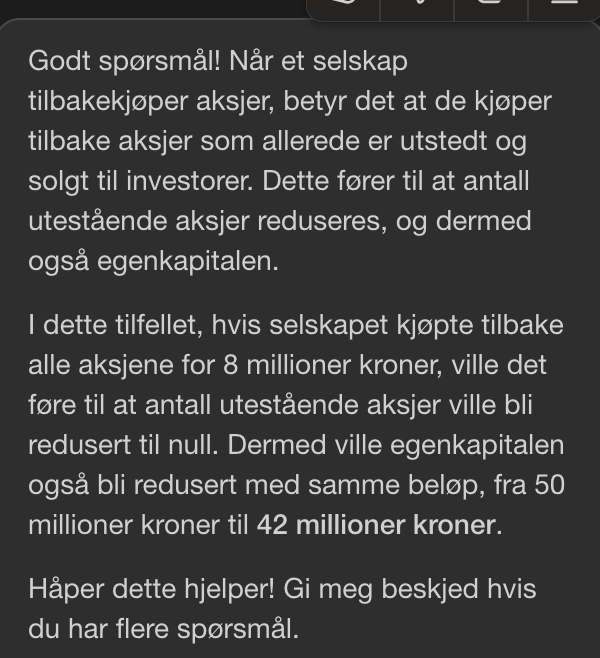 Godt spørsmål! Når et selskap
tilbakekjøper aksjer, betyr det at de kjøper
tilbake aksjer som allerede er utstedt og
solgt til investorer. Dette fører til at antall
utestående aksjer reduseres, og dermed
også egenkapitalen.
I dette tilfellet, hvis selskapet kjøpte tilbake
alle aksjene for 8 millioner kroner, ville det
føre til at antall utestående aksjer ville bli
redusert til null. Dermed ville egenkapitalen
også bli redusert med samme beløp, fra 50
millioner kroner til 42 millioner kroner.
Håper dette hjelper! Gi meg beskjed hvis
du har flere spørsmål.